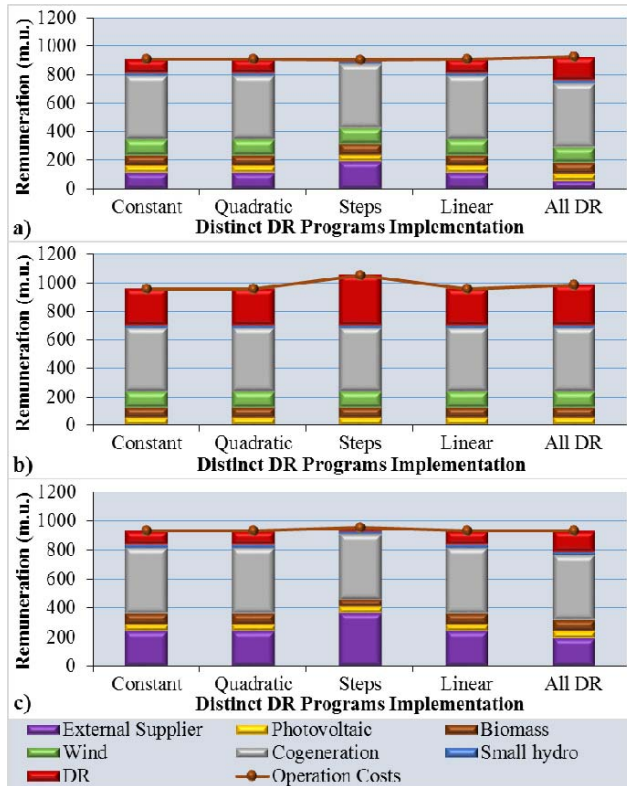 1200
1000
800
600
400
200
0
Remuneration (m.u.)
Constant Quadratic Steps Linear All DR
Distinct DR Programs Implementation
a)
1200
1000
800
600
400
200
0
Remuneration (m.u.)
Constant Quadratic Steps Linear All DR
Distinct DR Programs Implementation
b)
1200
1000
800
600
400
200
0
Remuneration (m.u.)
Constant Quadratic Steps Linear All DR
Distinct DR Programs Implementation
c)
External Supplier Photovoltaic Biomass
Wind Cogeneration Small hydro
DR Operation Costs